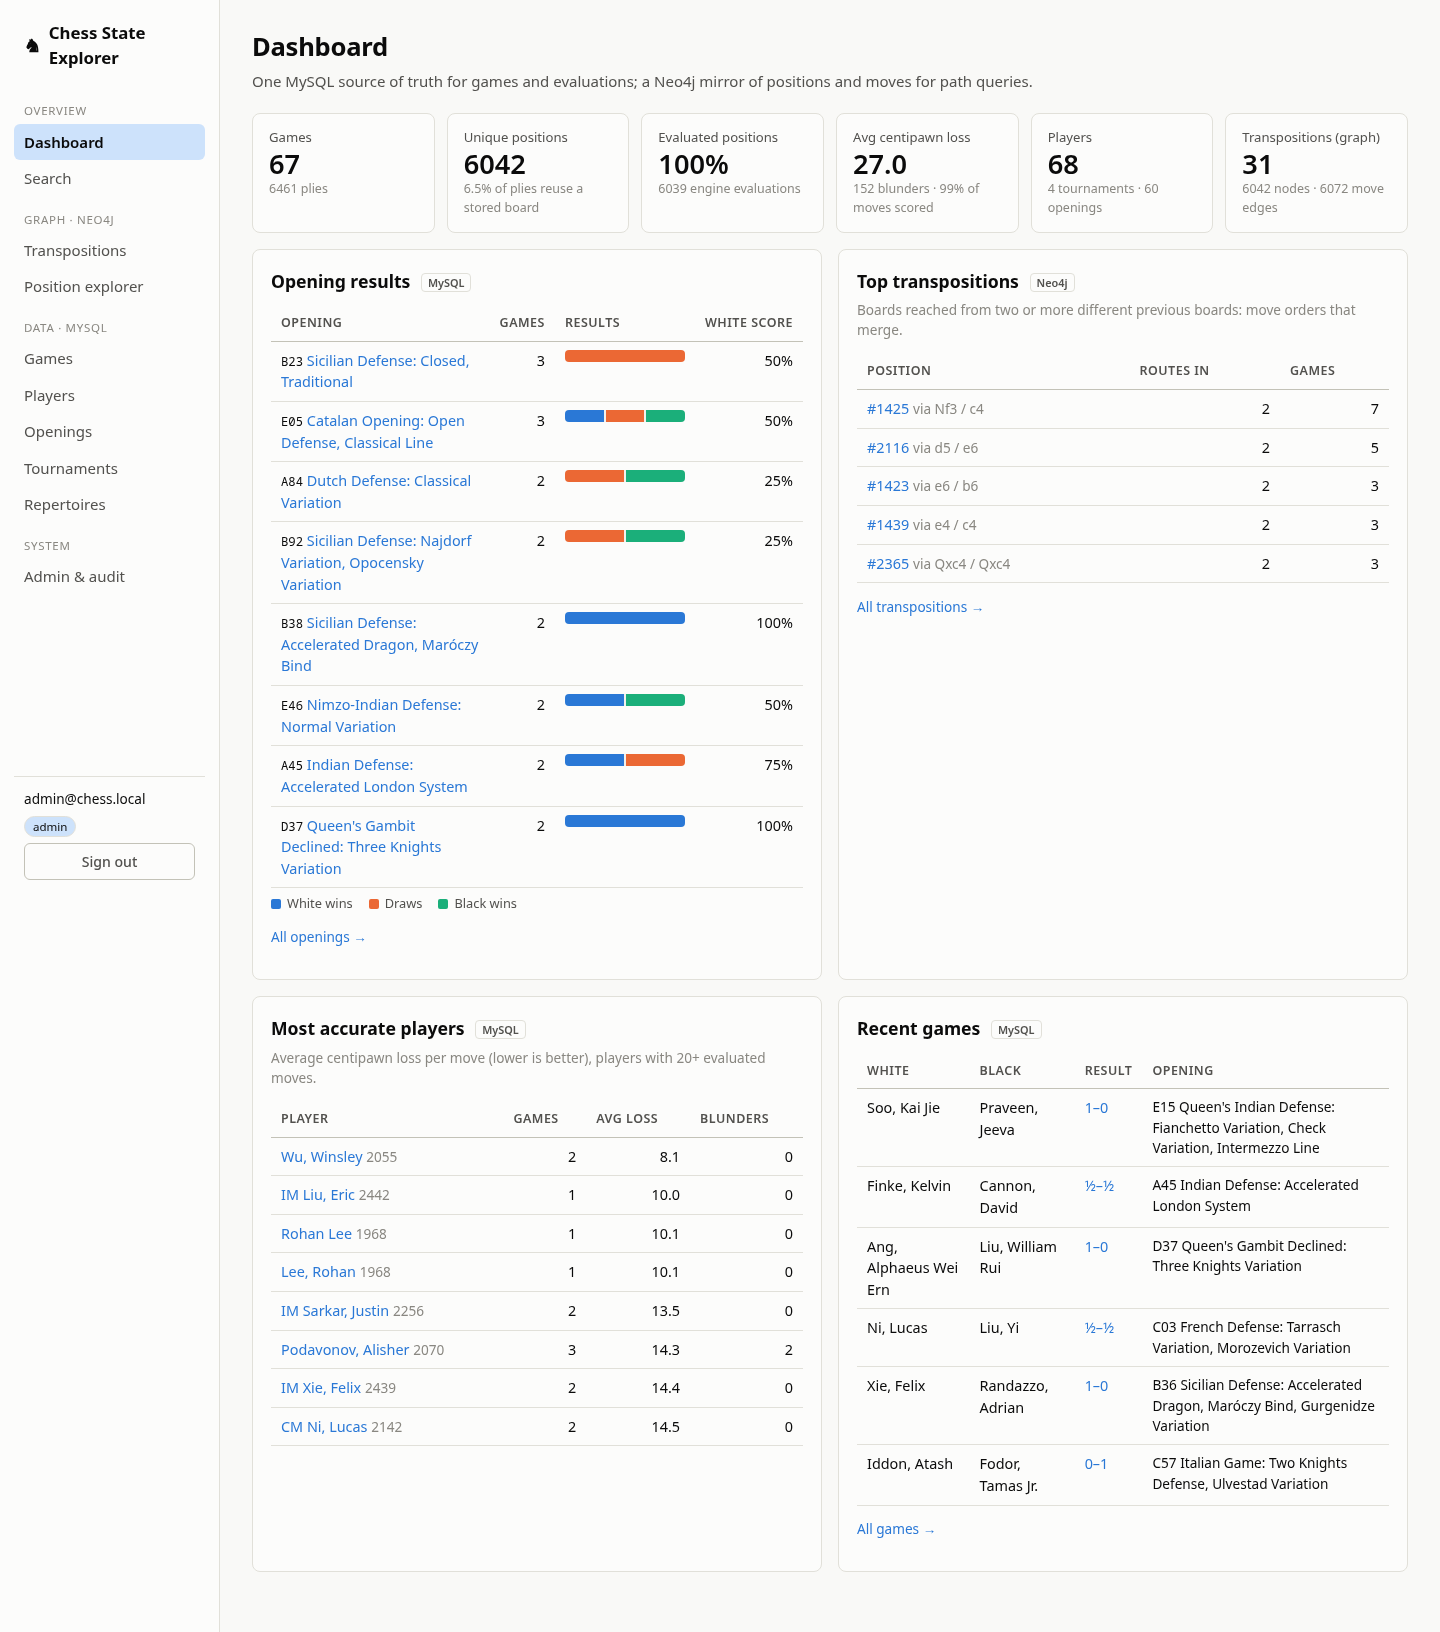 ♞ Chess State
Explorer
OVERVIEW
Dashboard
Search
GRAPH · NEO4J
Transpositions
Position explorer
DATA · MYSQL
Games
Players
Openings
Tournaments
Repertoires
SYSTEM
Admin & audit
admin@chess.local
admin
Sign out
Dashboard
One MySQL source of truth for games and evaluations; a Neo4j mirror of positions and moves for path queries.
Games
67
6461 plies
Unique positions
6042
6.5% of plies reuse a
stored board
Evaluated positions
100%
6039 engine evaluations
Avg centipawn loss
27.0
152 blunders · 99% of
moves scored
Players
68
4 tournaments · 60
openings
Transpositions (graph)
31
6042 nodes · 6072 move
edges
Opening results MySQL
OPENING GAMES RESULTS WHITE SCORE
B23 Sicilian Defense: Closed, 3 50%
Traditional
E05 Catalan Opening: Open 3 50%
Defense, Classical Line
A84 Dutch Defense: Classical 2 25%
Variation
B92 Sicilian Defense: Najdorf 2 25%
Variation, Opocensky
Variation
B38 Sicilian Defense: 2 100%
Accelerated Dragon, Maróczy
Bind
E46 Nimzo-Indian Defense: 2 50%
Normal Variation
A45 Indian Defense: 2 75%
Accelerated London System
D37 Queen's Gambit 2 100%
Declined: Three Knights
Variation
White wins Draws Black wins
All openings →
Top transpositions Neo4j
Boards reached from two or more different previous boards: move orders that
merge.
POSITION ROUTES IN GAMES
#1425 via Nf3 / c4 2 7
#2116 via d5 / e6 2 5
#1423 via e6 / b6 2 3
#1439 via e4 / c4 2 3
#2365 via Qxc4 / Qxc4 2 3
All transpositions →
Most accurate players MySQL
Average centipawn loss per move (lower is better), players with 20+ evaluated
moves.
PLAYER GAMES AVG LOSS BLUNDERS
Wu, Winsley 2055 2 8.1 0
IM Liu, Eric 2442 1 10.0 0
Rohan Lee 1968 1 10.1 0
Lee, Rohan 1968 1 10.1 0
IM Sarkar, Justin 2256 2 13.5 0
Podavonov, Alisher 2070 3 14.3 2
IM Xie, Felix 2439 2 14.4 0
CM Ni, Lucas 2142 2 14.5 0
Recent games MySQL
WHITE BLACK RESULT OPENING
Soo, Kai Jie Praveen, 1–0 E15 Queen's Indian Defense:
Jeeva Fianchetto Variation, Check
Variation, Intermezzo Line
Finke, Kelvin Cannon, ½–½ A45 Indian Defense: Accelerated
David London System
Ang, Liu, William 1–0 D37 Queen's Gambit Declined:
Alphaeus Wei Rui Three Knights Variation
Ern
Ni, Lucas Liu, Yi ½–½ C03 French Defense: Tarrasch
Variation, Morozevich Variation
Xie, Felix Randazzo, 1–0 B36 Sicilian Defense: Accelerated
Adrian Dragon, Maróczy Bind, Gurgenidze
Variation
Iddon, Atash Fodor, 0–1 C57 Italian Game: Two Knights
Tamas Jr. Defense, Ulvestad Variation
All games →